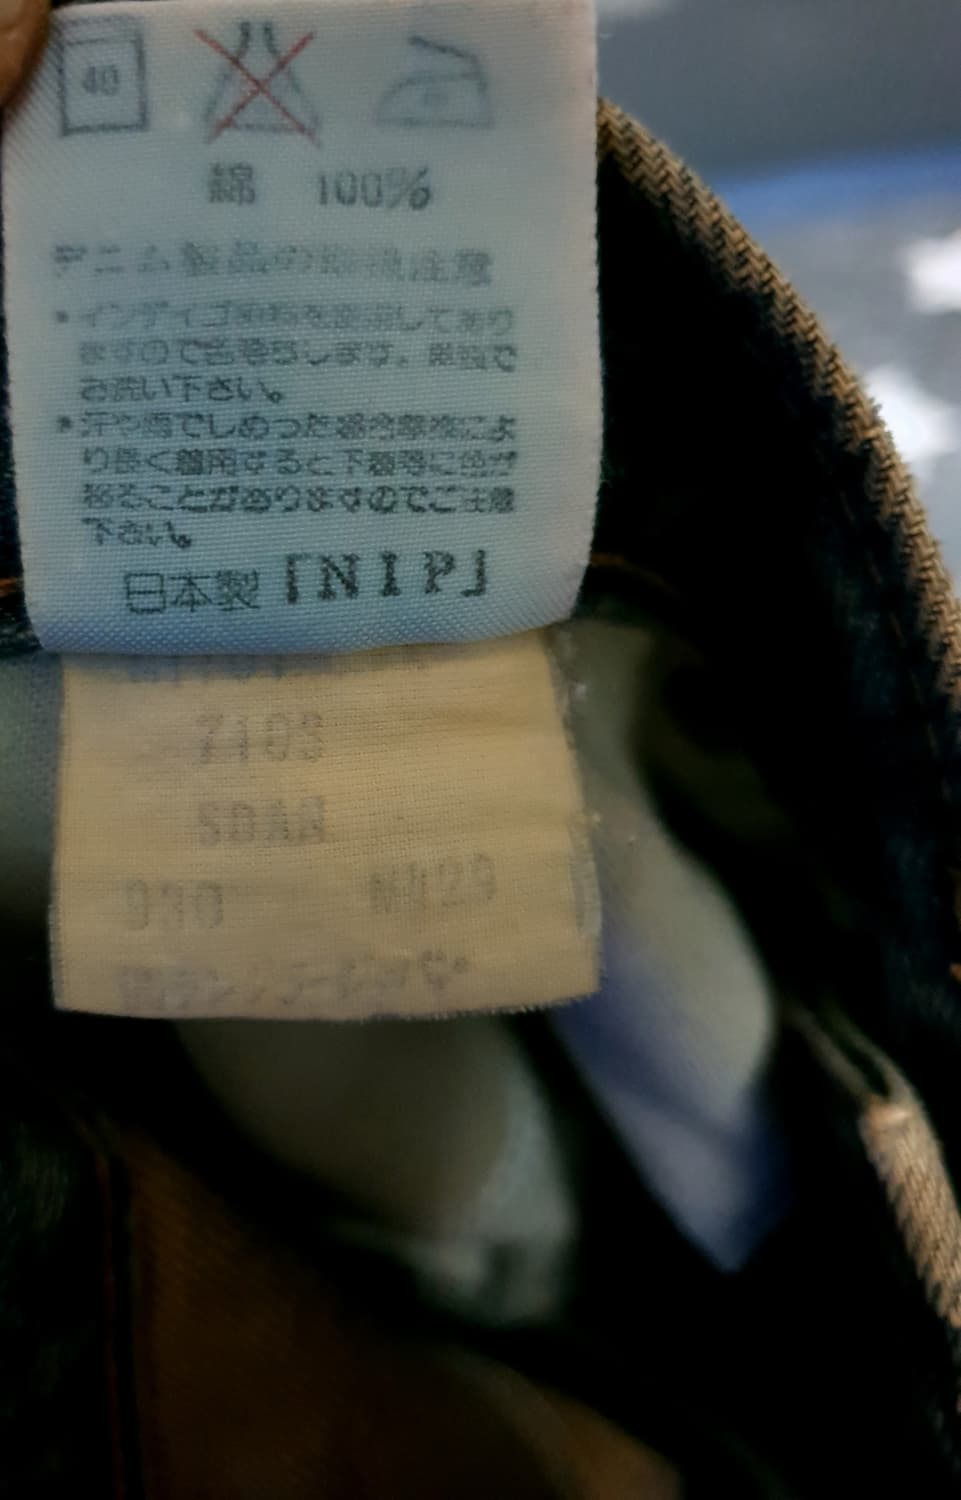 40
綿 100%
デニム製品の取扱注意
•インディゴ染料を使用してあり
ますので色落ちします。単独で
お洗い下さい。
•汗や雨でしめった場合摩擦によ
り長く着用すると下着等に色が
移ることがありますのでご注意
下さい。
日本製「NIP」
7103
930 MW29